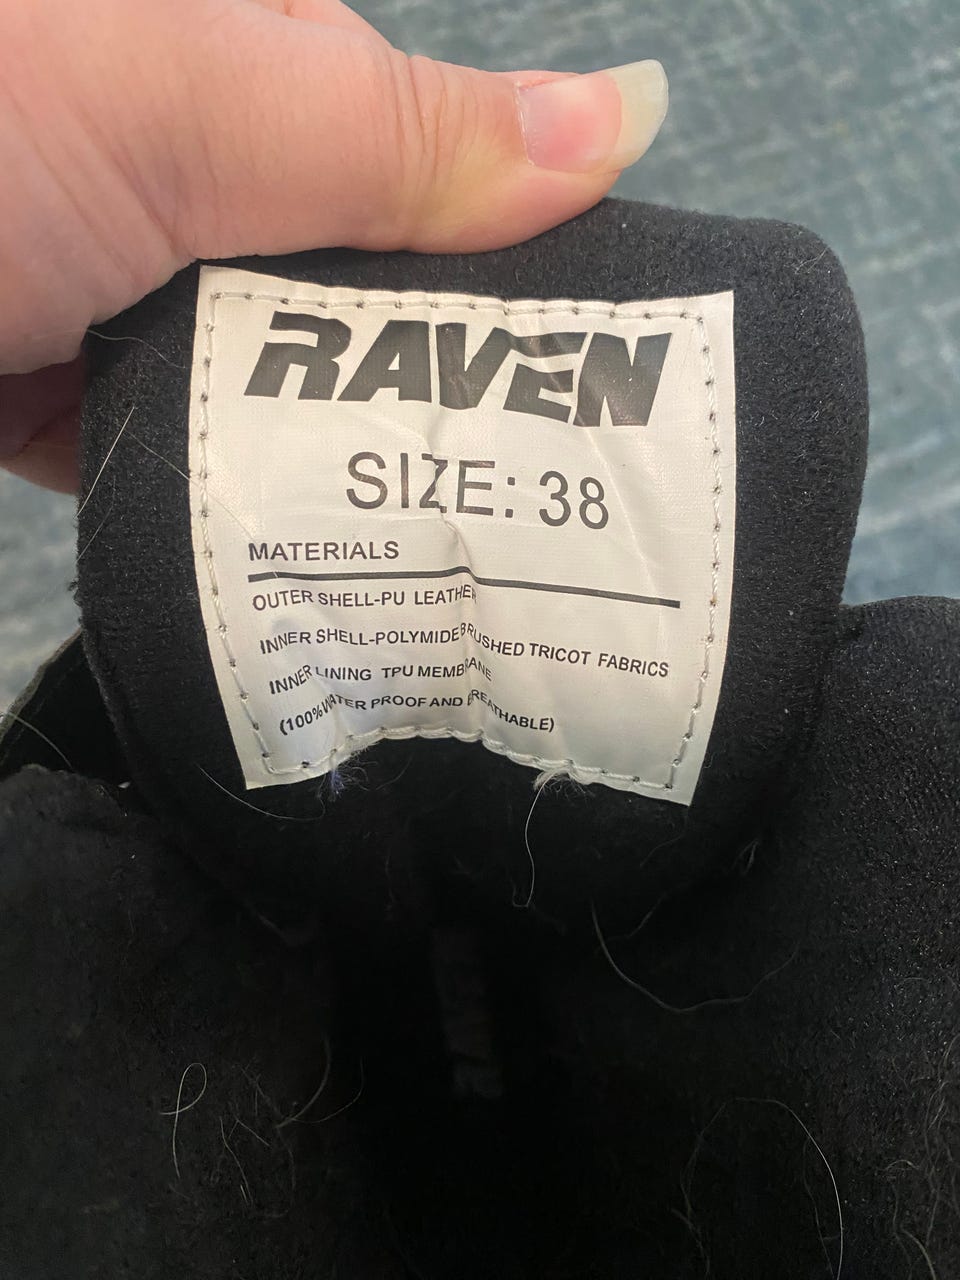 RAVEN
SIZE: 38
MATERIALS
OUTER SHELL-PU LEATHER
INNER SHELL-POLYMIDE BRUSHED TRICOT FABRICS
INNER LINING TPU MEMBRANE
(100%WATER PROOF AND BREATHABLE)